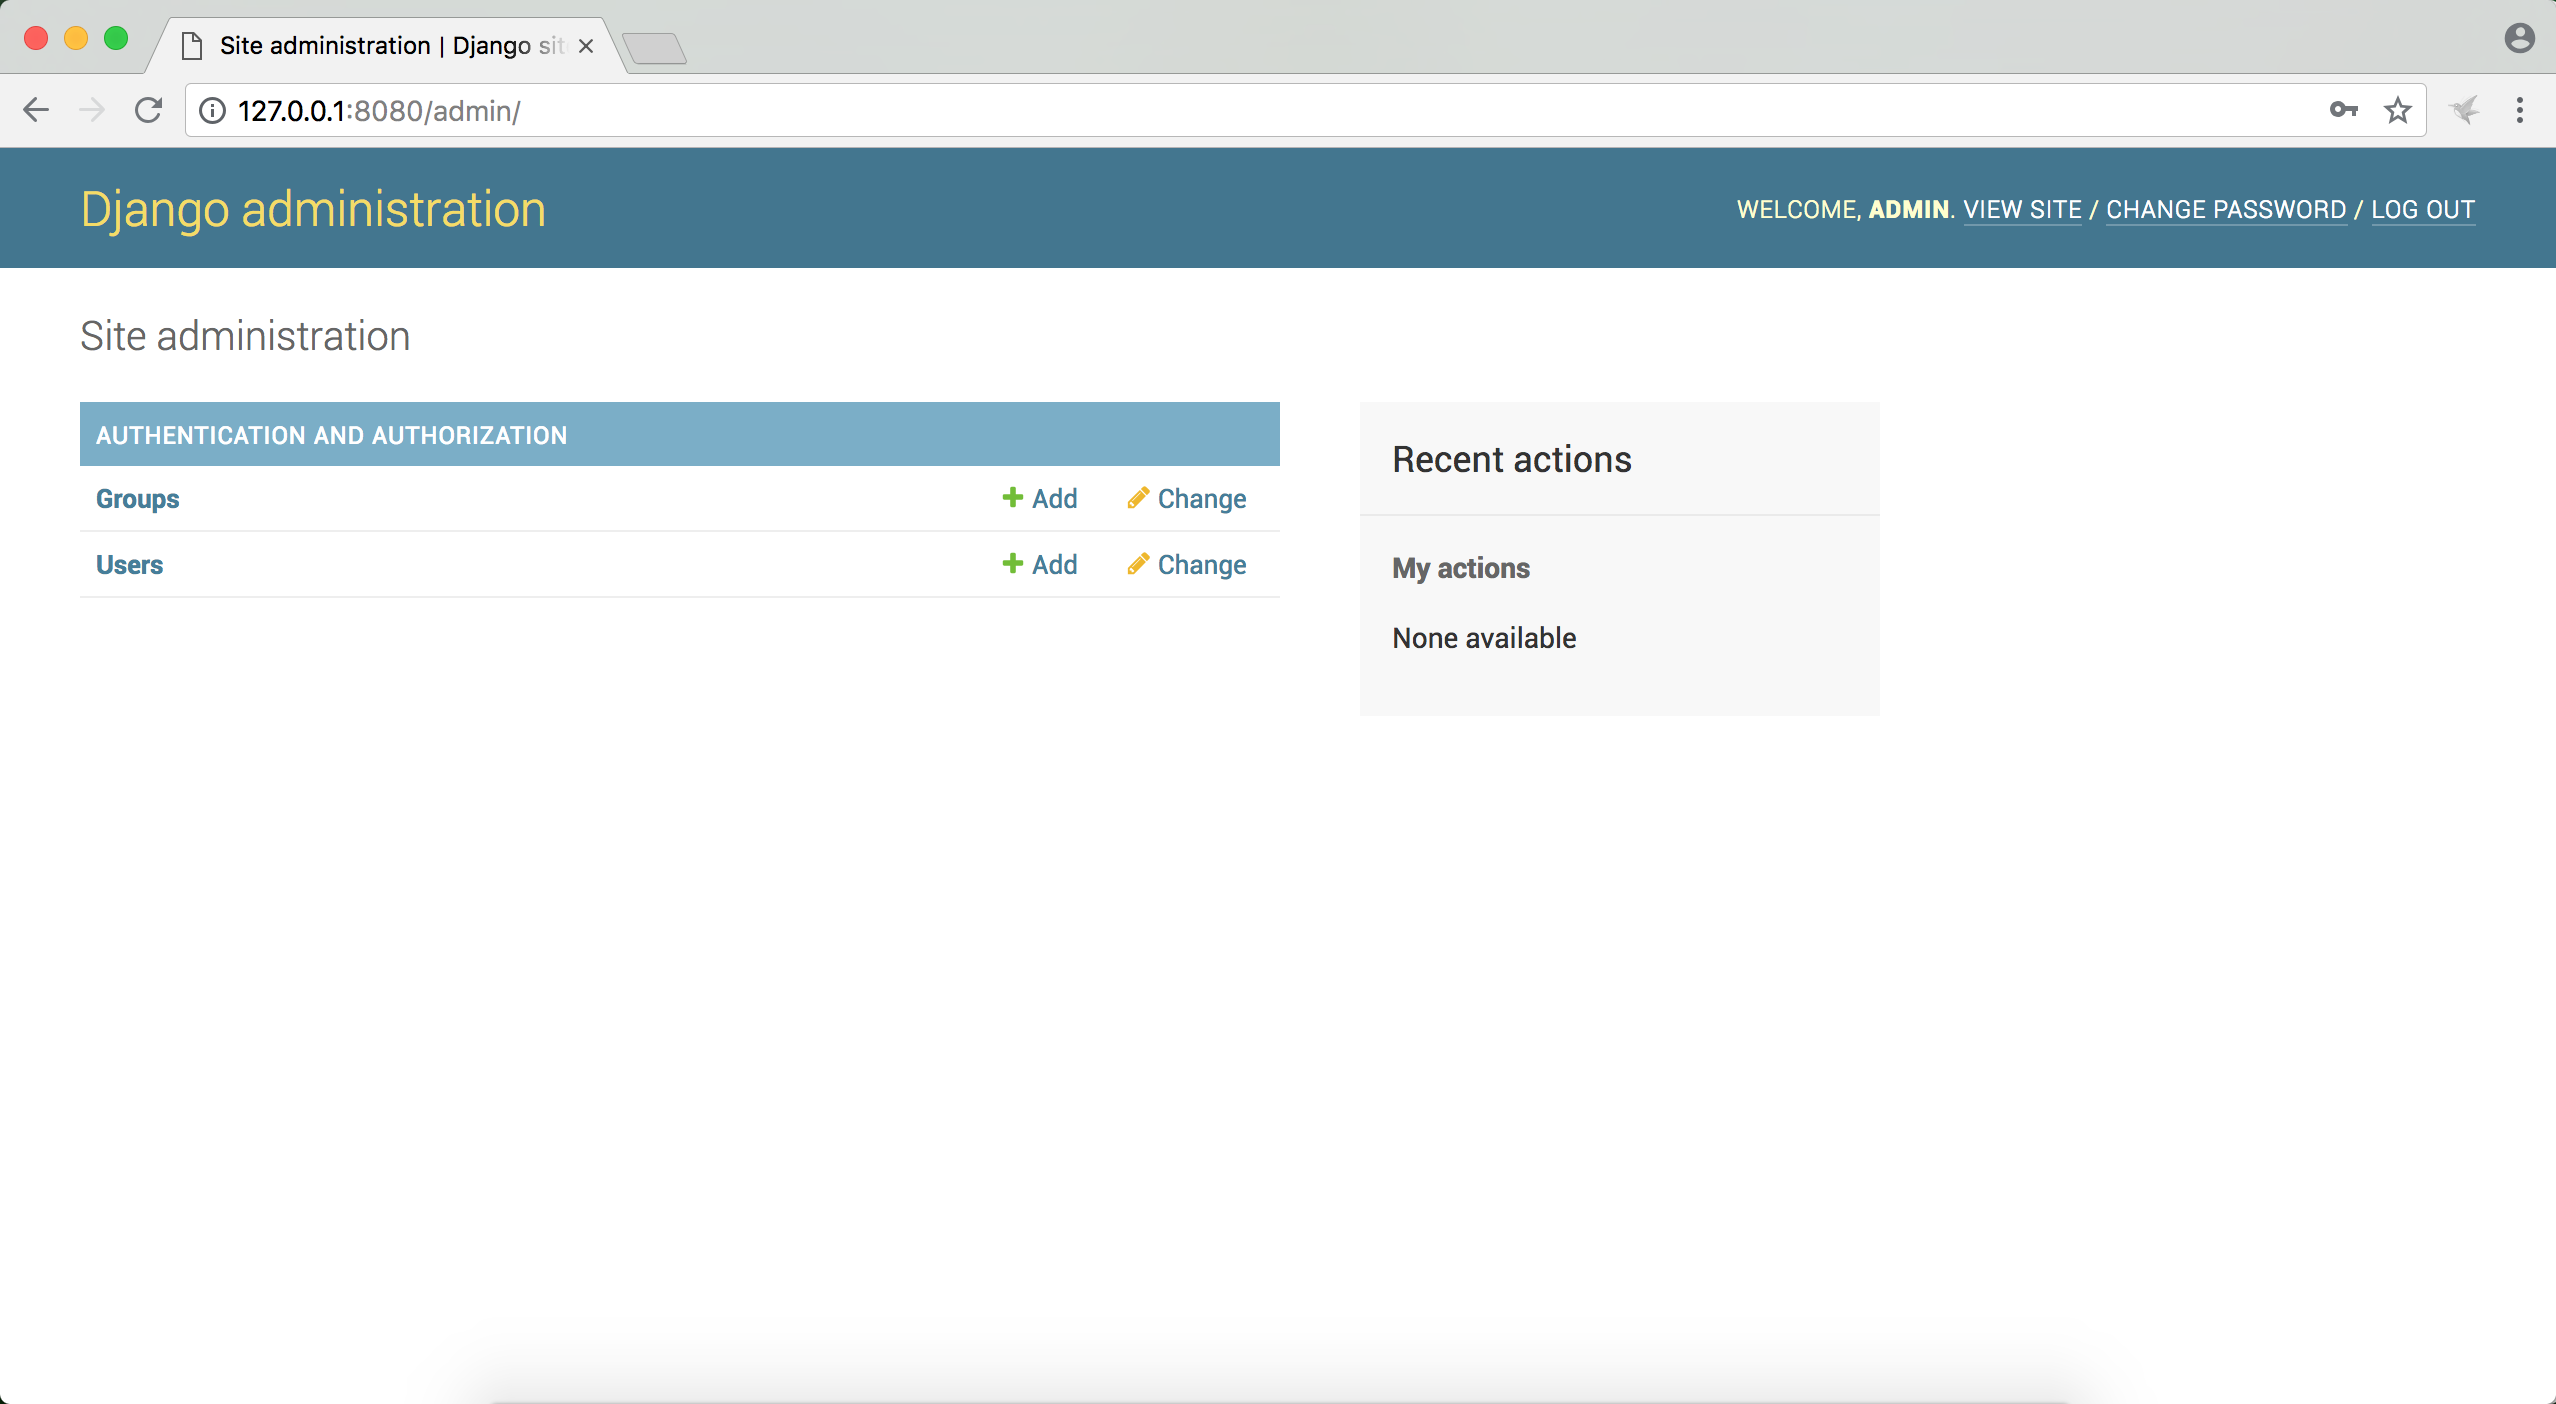 Site administration | Django sit
127.0.0.1:8080/admin/
Django administration
WELCOME, ADMIN. VIEW SITE / CHANGE PASSWORD / LOG OUT
Site administration
AUTHENTICATION AND AUTHORIZATION
Groups Add Change
Users Add Change
Recent actions
My actions
None available